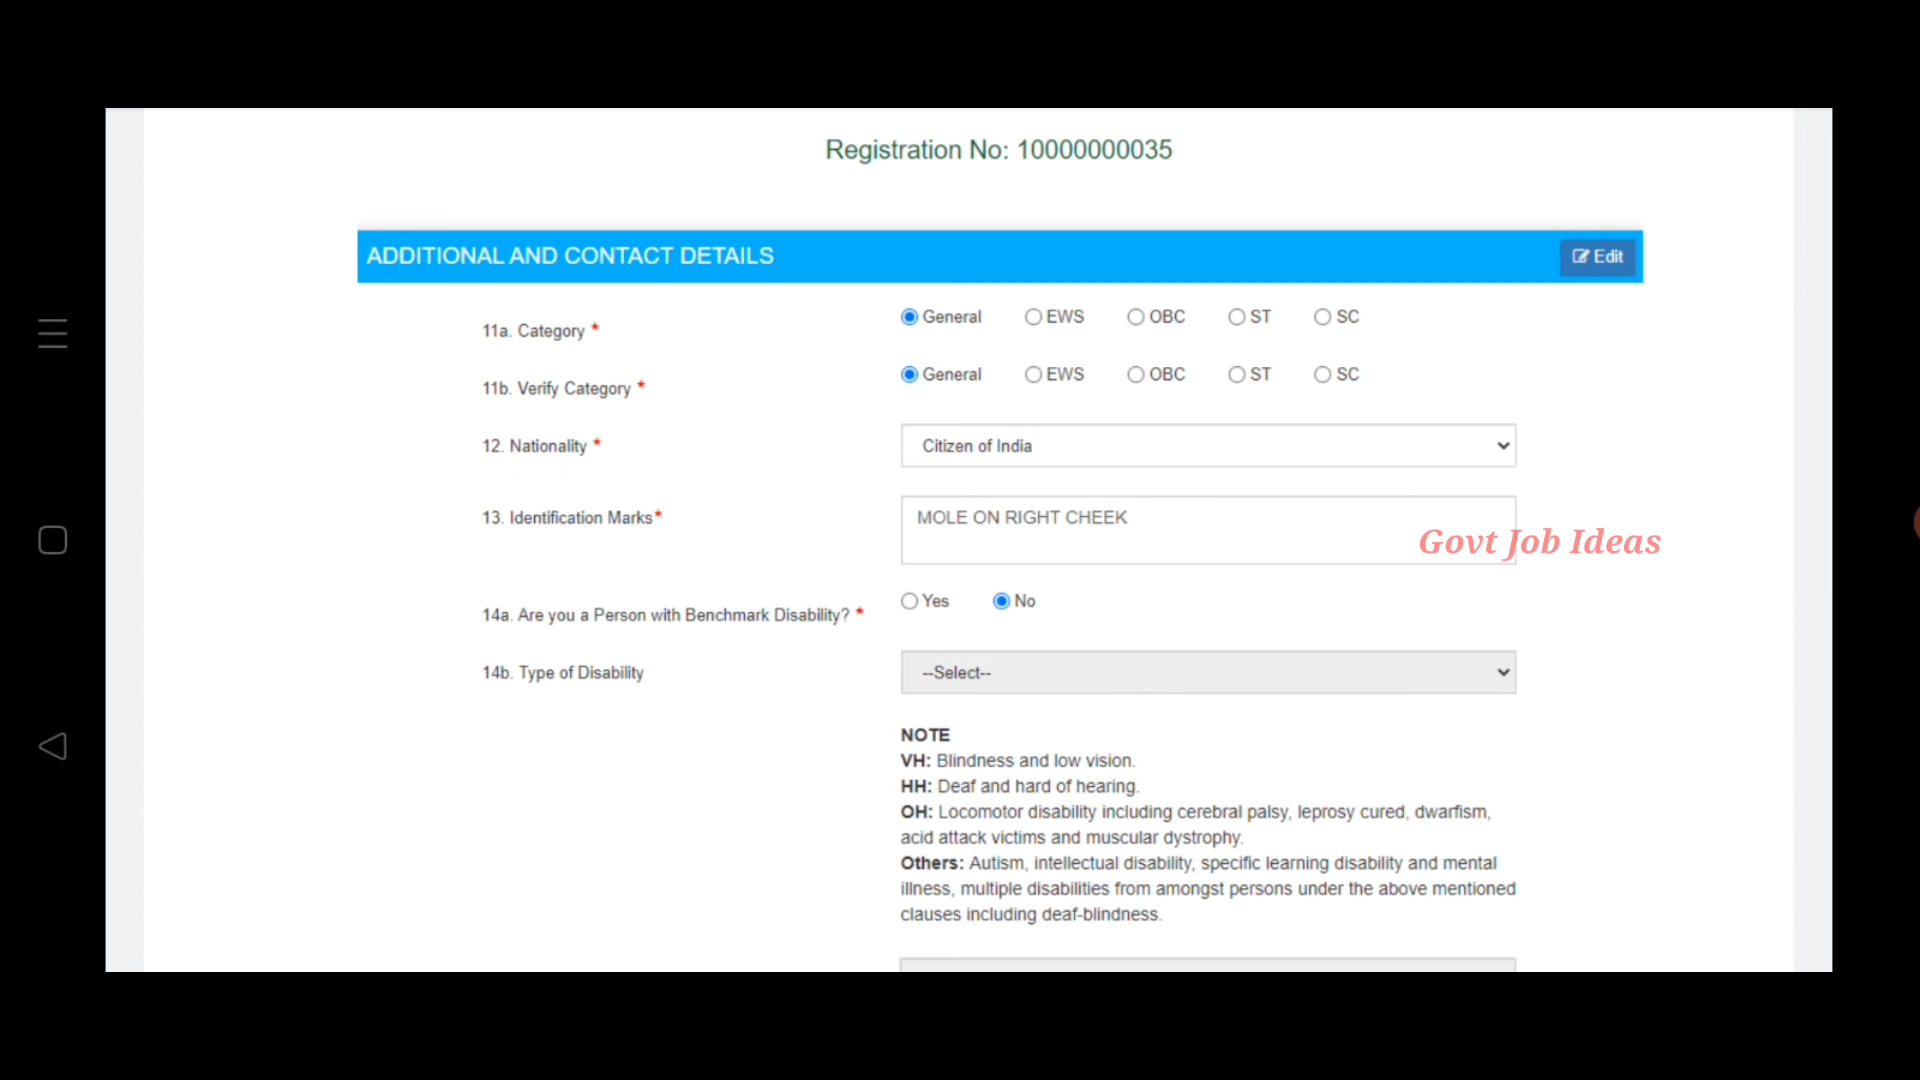 Registration No: 10000000035
ADDITIONAL AND CONTACT DETAILS
Edit
11a. Category *
General EWS OBC ST SC
11b. Verify Category *
General EWS OBC ST SC
12. Nationality *
Citizen of India
13. Identification Marks*
MOLE ON RIGHT CHEEK
Govt Job Ideas
14a. Are you a Person with Benchmark Disability? *
Yes No
14b. Type of Disability
--Select--
NOTE
VH: Blindness and low vision.
HH: Deaf and hard of hearing.
OH: Locomotor disability including cerebral palsy, leprosy cured, dwarfism,
acid attack victims and muscular dystrophy.
Others: Autism, intellectual disability, specific learning disability and mental
illness, multiple disabilities from amongst persons under the above mentioned
clauses including deaf-blindness.